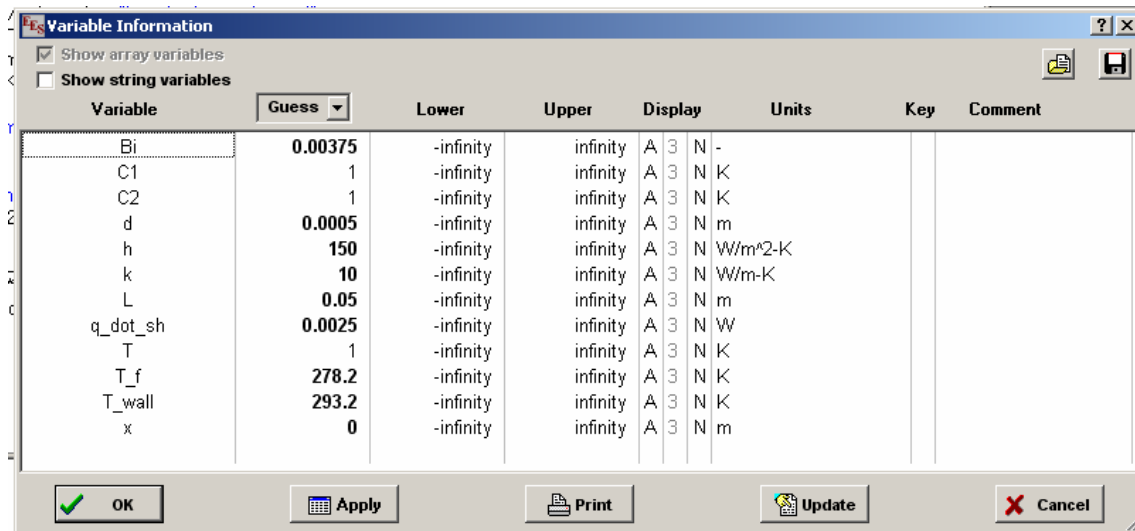 EES Variable Information ? ×
Show array variables
Show string variables
Variable Guess Lower Upper Display Units Key Comment
Bi 0.00375 -infinity infinity A 3 N -
C1 1 -infinity infinity A 3 N K
C2 1 -infinity infinity A 3 N K
d 0.0005 -infinity infinity A 3 N m
h 150 -infinity infinity A 3 N W/m^2-K
k 10 -infinity infinity A 3 N W/m-K
L 0.05 -infinity infinity A 3 N m
q_dot_sh 0.0025 -infinity infinity A 3 N W
T 1 -infinity infinity A 3 N K
T_f 278.2 -infinity infinity A 3 N K
T_wall 293.2 -infinity infinity A 3 N K
x 0 -infinity infinity A 3 N m
OK Apply Print Update Cancel